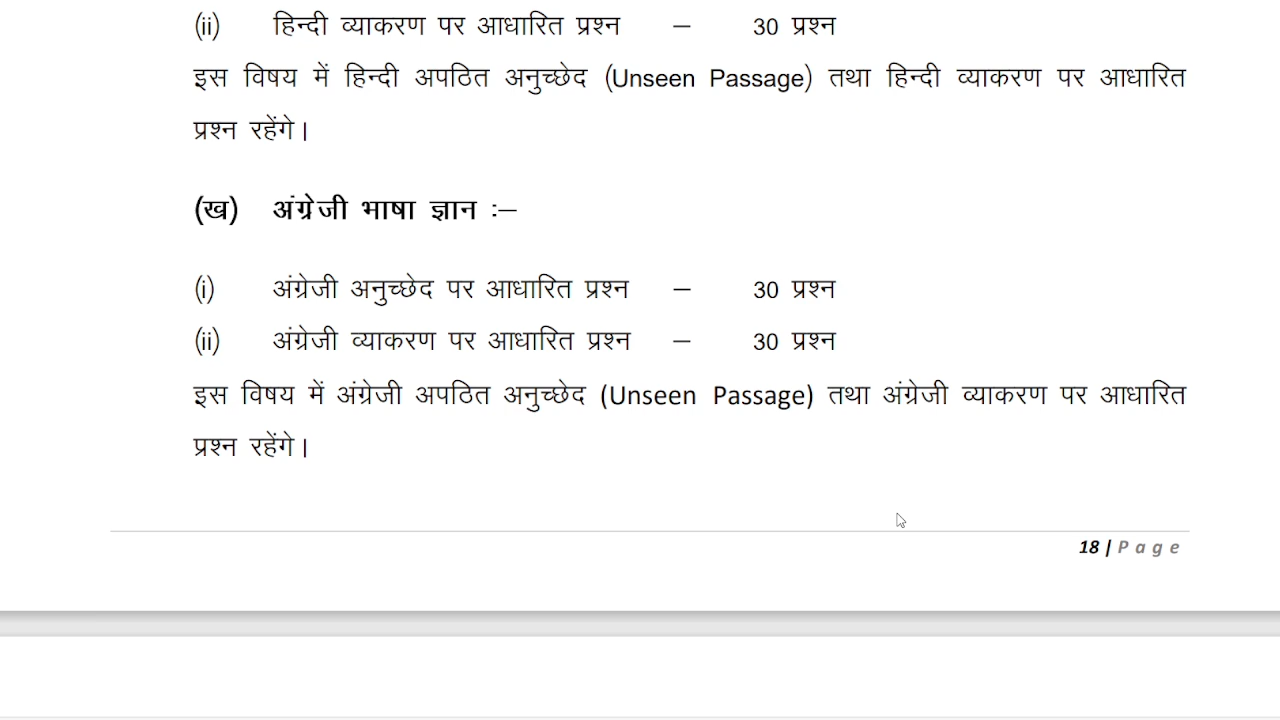 (ii) हिन्दी व्याकरण पर आधारित प्रश्न – 30 प्रश्न
इस विषय में हिन्दी अपठित अनुच्छेद (Unseen Passage) तथा हिन्दी व्याकरण पर आधारित
प्रश्न रहेंगे।
(ख) अंग्रेजी भाषा ज्ञान :–
(i) अंग्रेजी अनुच्छेद पर आधारित प्रश्न – 30 प्रश्न
(ii) अंग्रेजी व्याकरण पर आधारित प्रश्न – 30 प्रश्न
इस विषय में अंग्रेजी अपठित अनुच्छेद (Unseen Passage) तथा अंग्रेजी व्याकरण पर आधारित
प्रश्न रहेंगे।
18 | P a g e